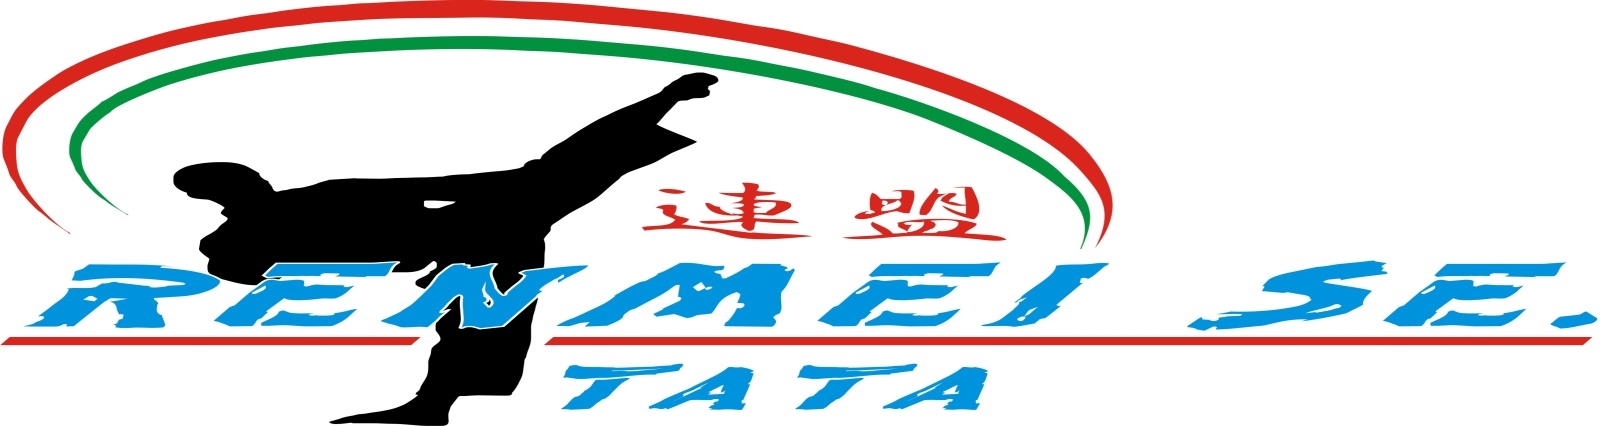 連盟
RENMEI SE.
TATA